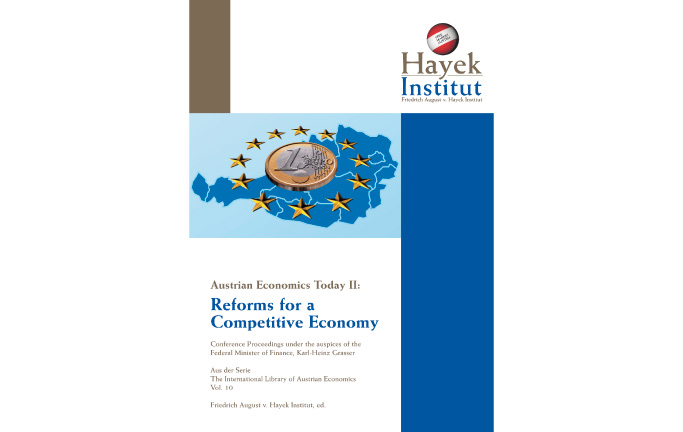 Hayek
Institut
Friedrich August v. Hayek Institut
1
EURO
Austrian Economics Today II:
Reforms for a
Competitive Economy
Conference Proceedings under the auspices of the
Federal Minister of Finance, Karl-Heinz Grasser
Aus der Serie
The International Library of Austrian Economics
Vol. 10
Friedrich August v. Hayek Institut, ed.